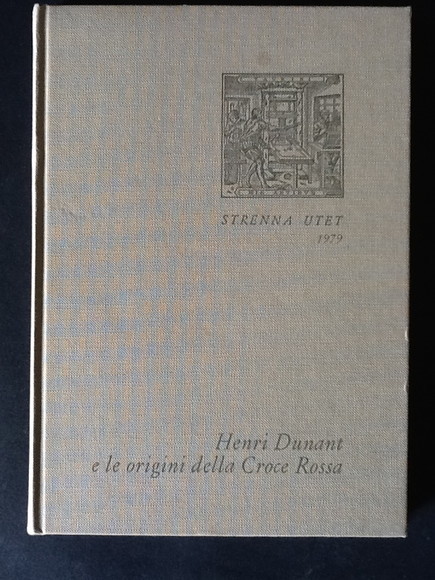 STRENNA UTET
1979
Henri Dunant
e le origini della Croce Rossa